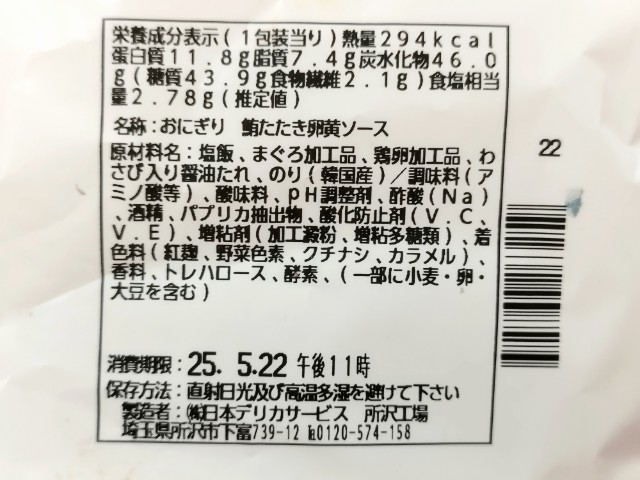 栄養成分表示(1包装当り)熱量294kcal
蛋白質11.8g脂質7.4g炭水化物46.0
g(糖質43.9g食物繊維2.1g)食塩相当
量2.78g(推定値)
名称:おにぎり 鮪たたき卵黄ソース
原材料名:塩飯、まぐろ加工品、鶏卵加工品、わ
さび入り醤油たれ、のり(韓国産)/調味料(ア
ミノ酸等)、酸味料、pH調整剤、酢酸(Na)
、酒精、パプリカ抽出物、酸化防止剤(V.C、
V.E)、増粘剤(加工澱粉、増粘多糖類)、着
色料(紅麹、野菜色素、クチナシ、カラメル)、
香料、トレハロース、酵素、(一部に小麦・卵・
大豆を含む)
22
消費期限:25. 5.22 午後11時
保存方法:直射日光及び高温多湿を避けて下さい
製造者:㈱日本デリカサービス 所沢工場
埼玉県所沢市下富739-12 ℡0120-574-158